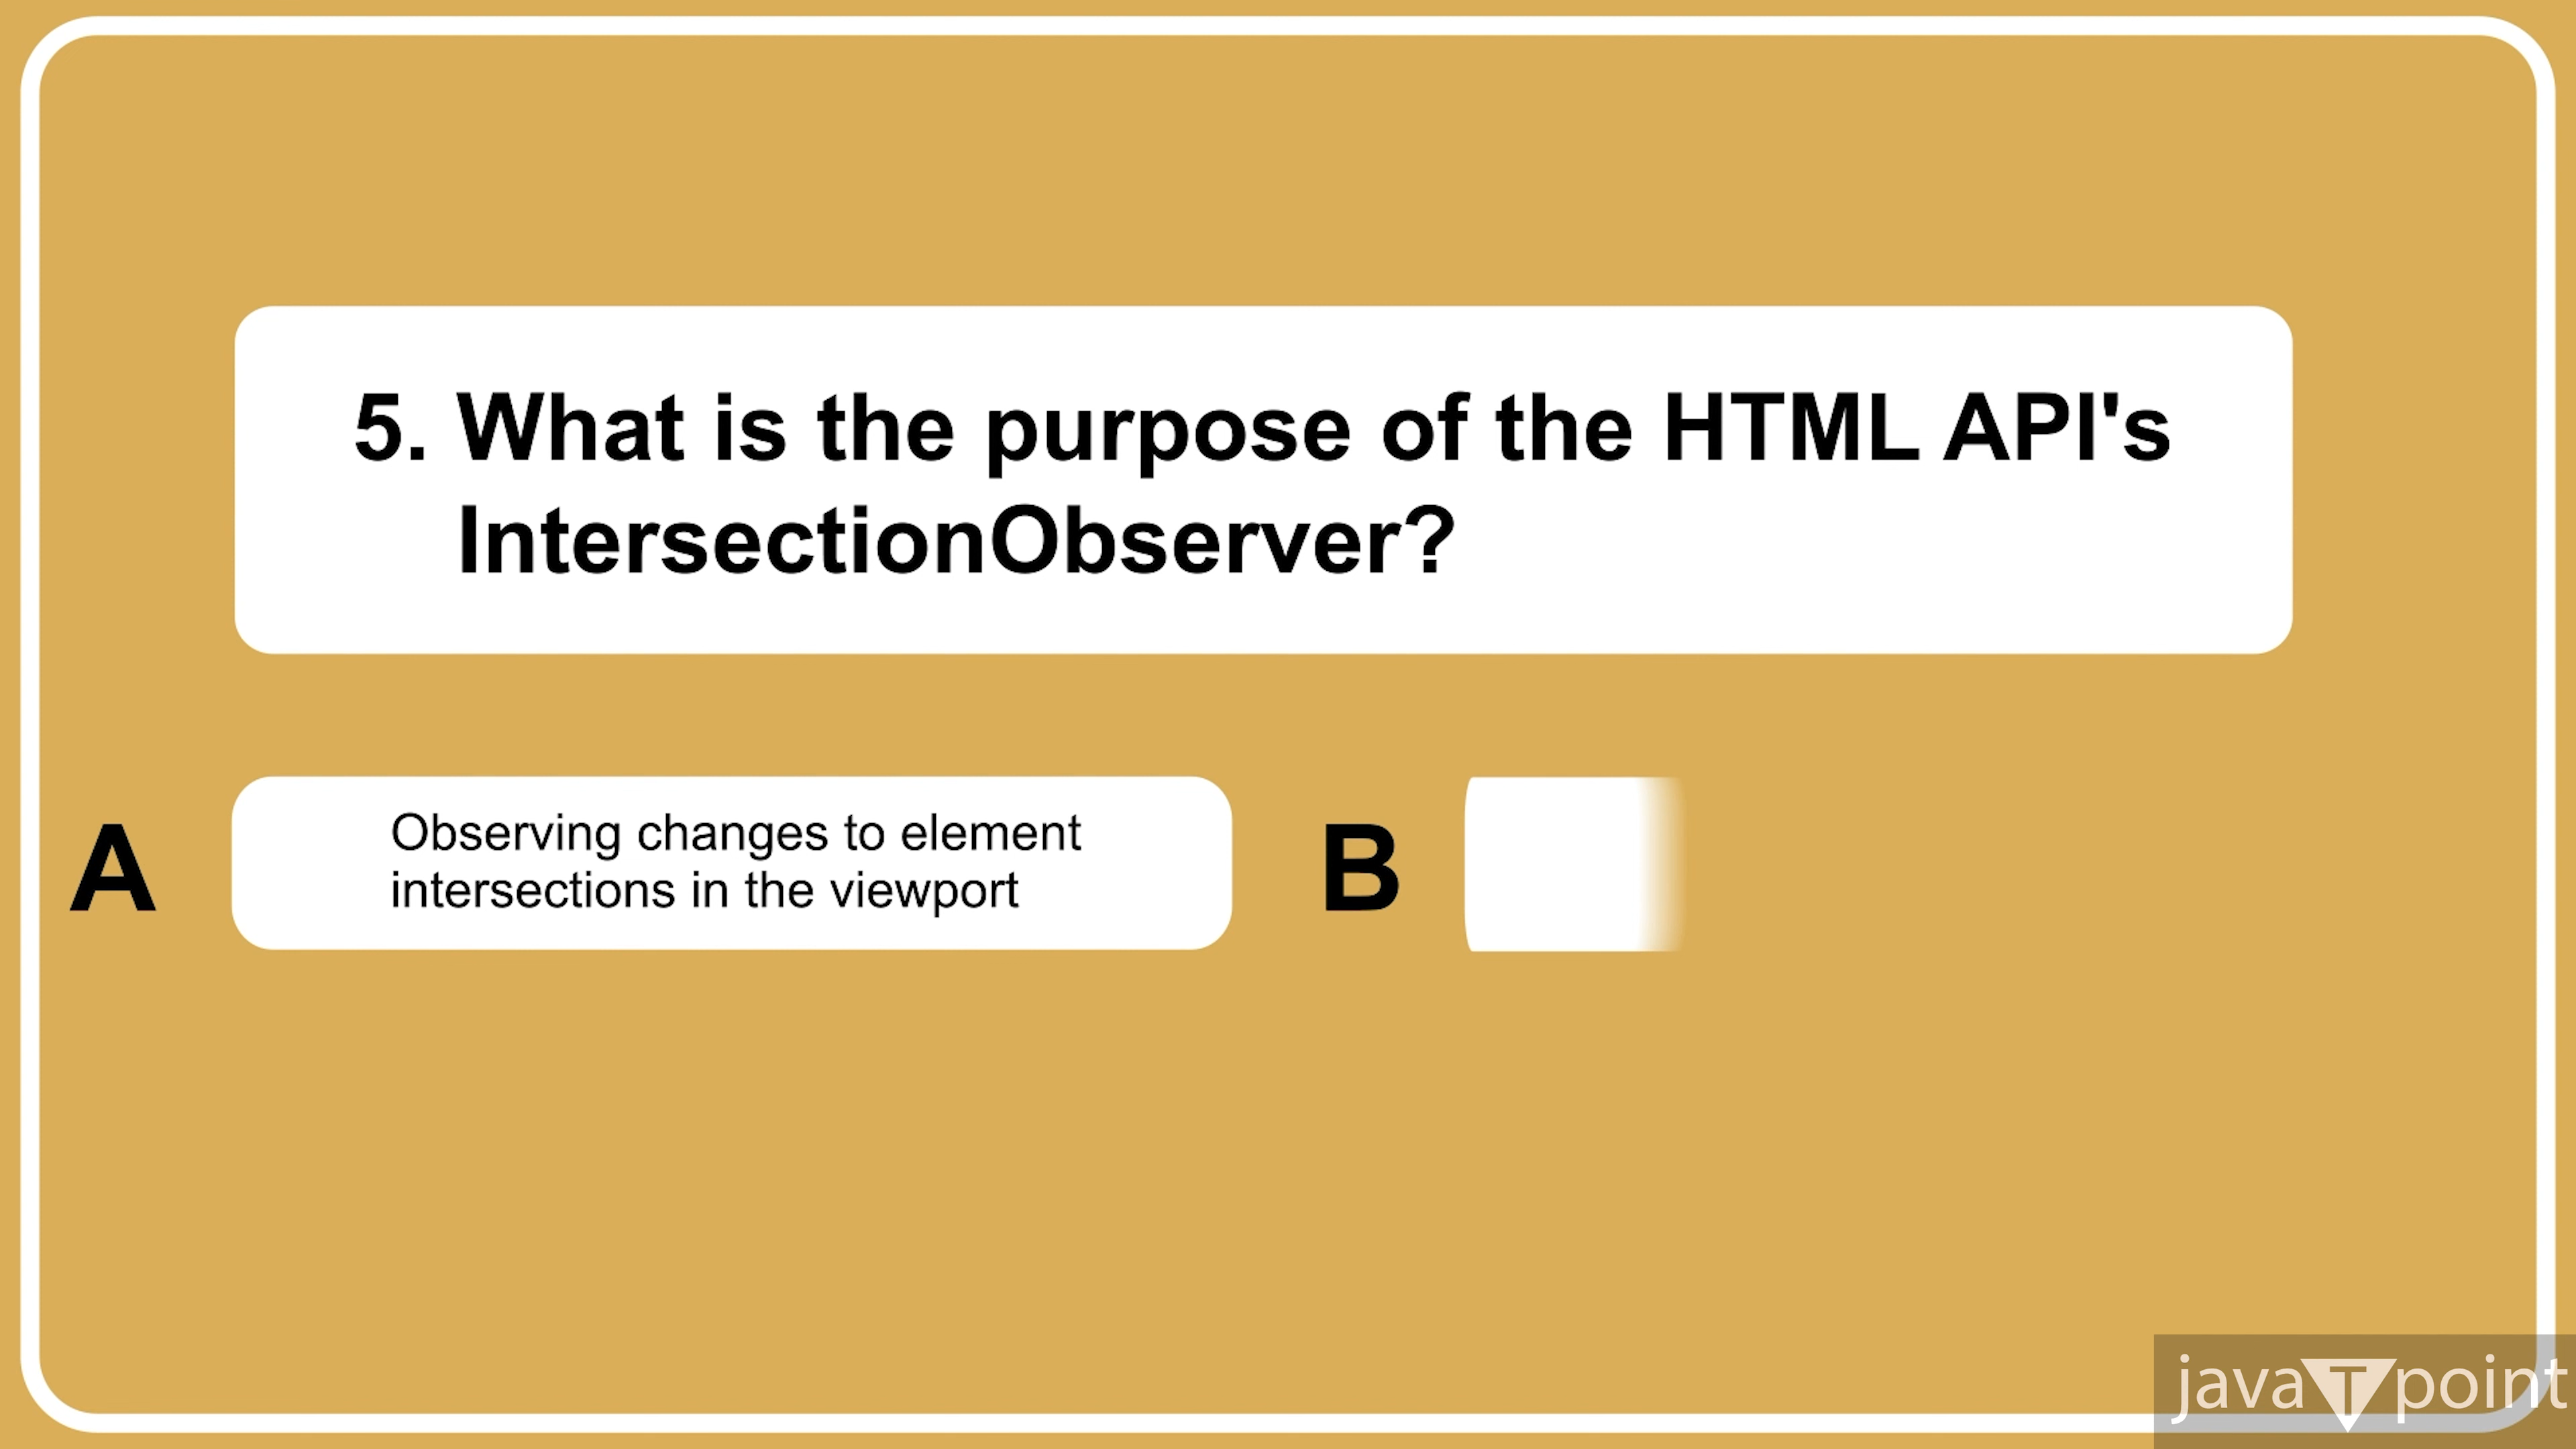 5. What is the purpose of the HTML API's
IntersectionObserver?
A
Observing changes to element
intersections in the viewport
B
javaTpoint